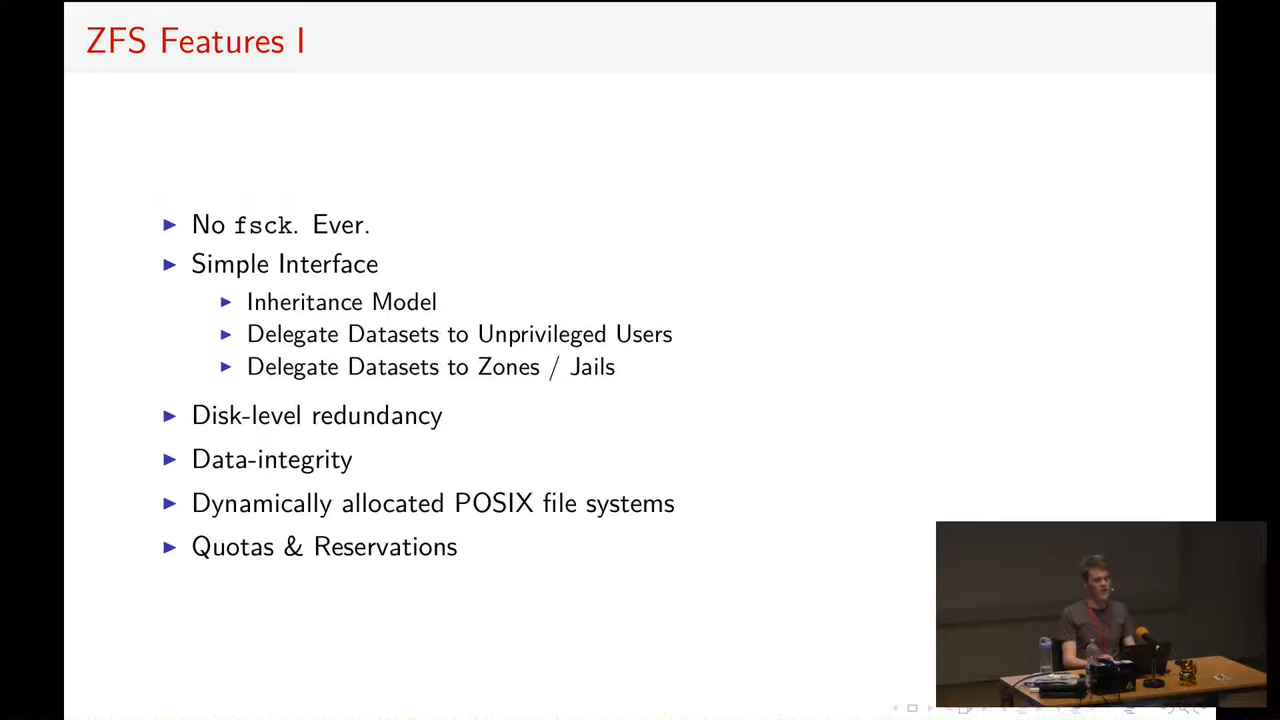 ZFS Features I
No fsck. Ever.
Simple Interface
Inheritance Model
Delegate Datasets to Unprivileged Users
Delegate Datasets to Zones / Jails
Disk-level redundancy
Data-integrity
Dynamically allocated POSIX file systems
Quotas & Reservations